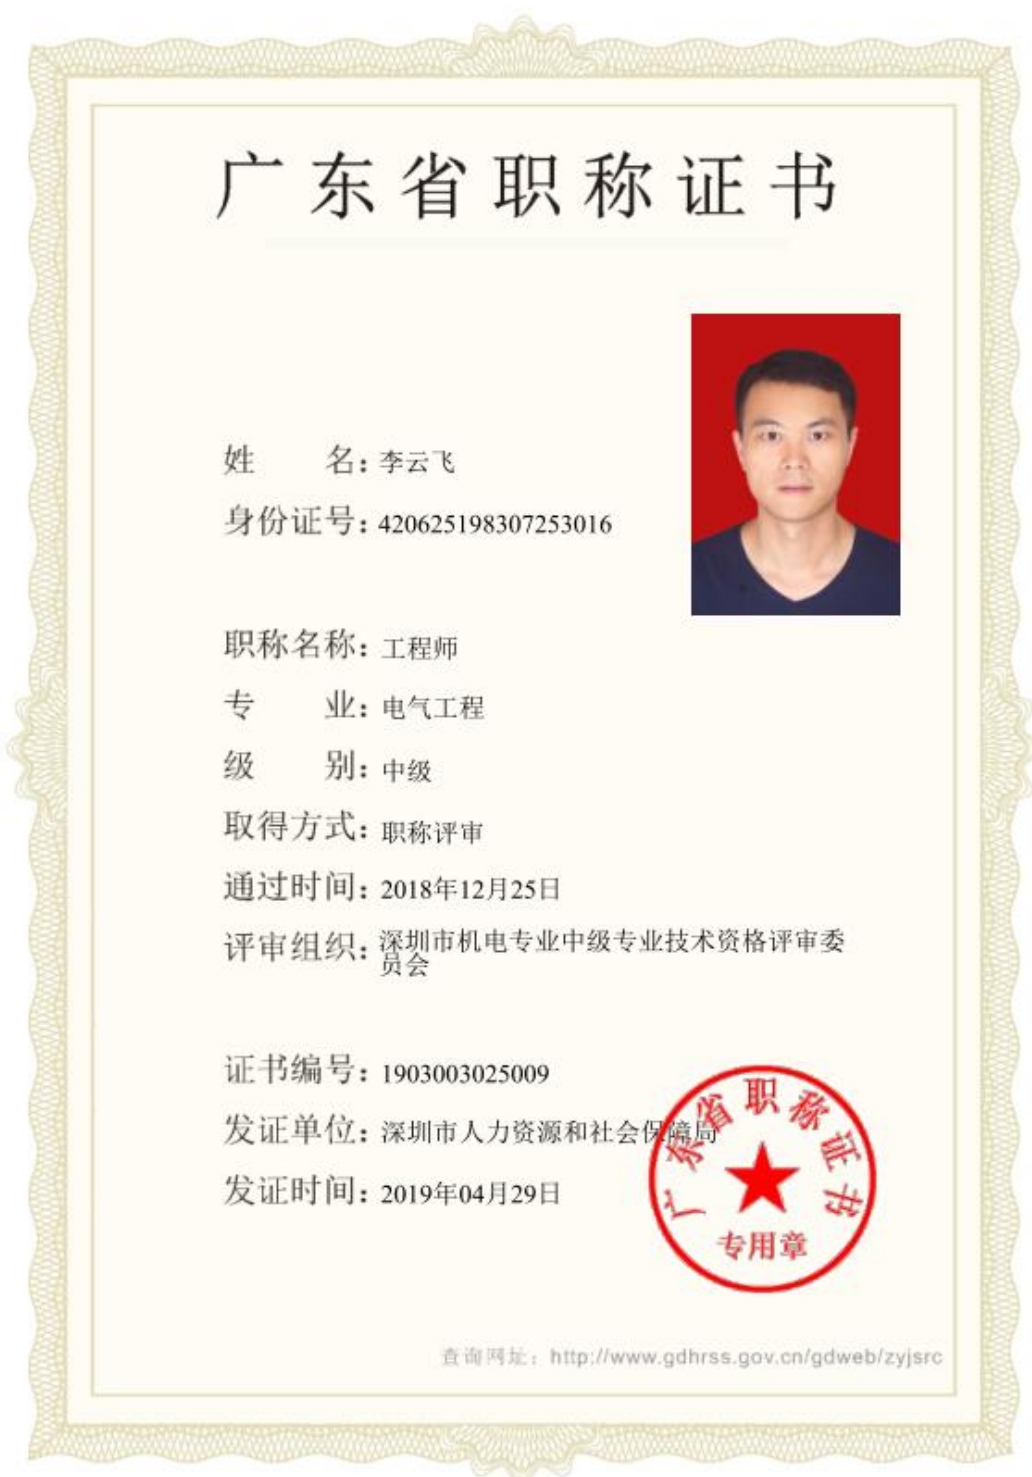 广东省职称证书
姓名：李云飞
身份证号：420625198307253016
职称名称：工程师
专业：电气工程
级别：中级
取得方式：职称评审
通过时间：2018年12月25日
评审组织：深圳市机电专业中级专业技术资格评审委
员会
证书编号：1903003025009
发证单位：深圳市人力资源和社会保障局
发证时间：2019年04月29日
广东省职称证书
专用章
查询网址：http://www.gdhrss.gov.cn/gdweb/zyjsrc